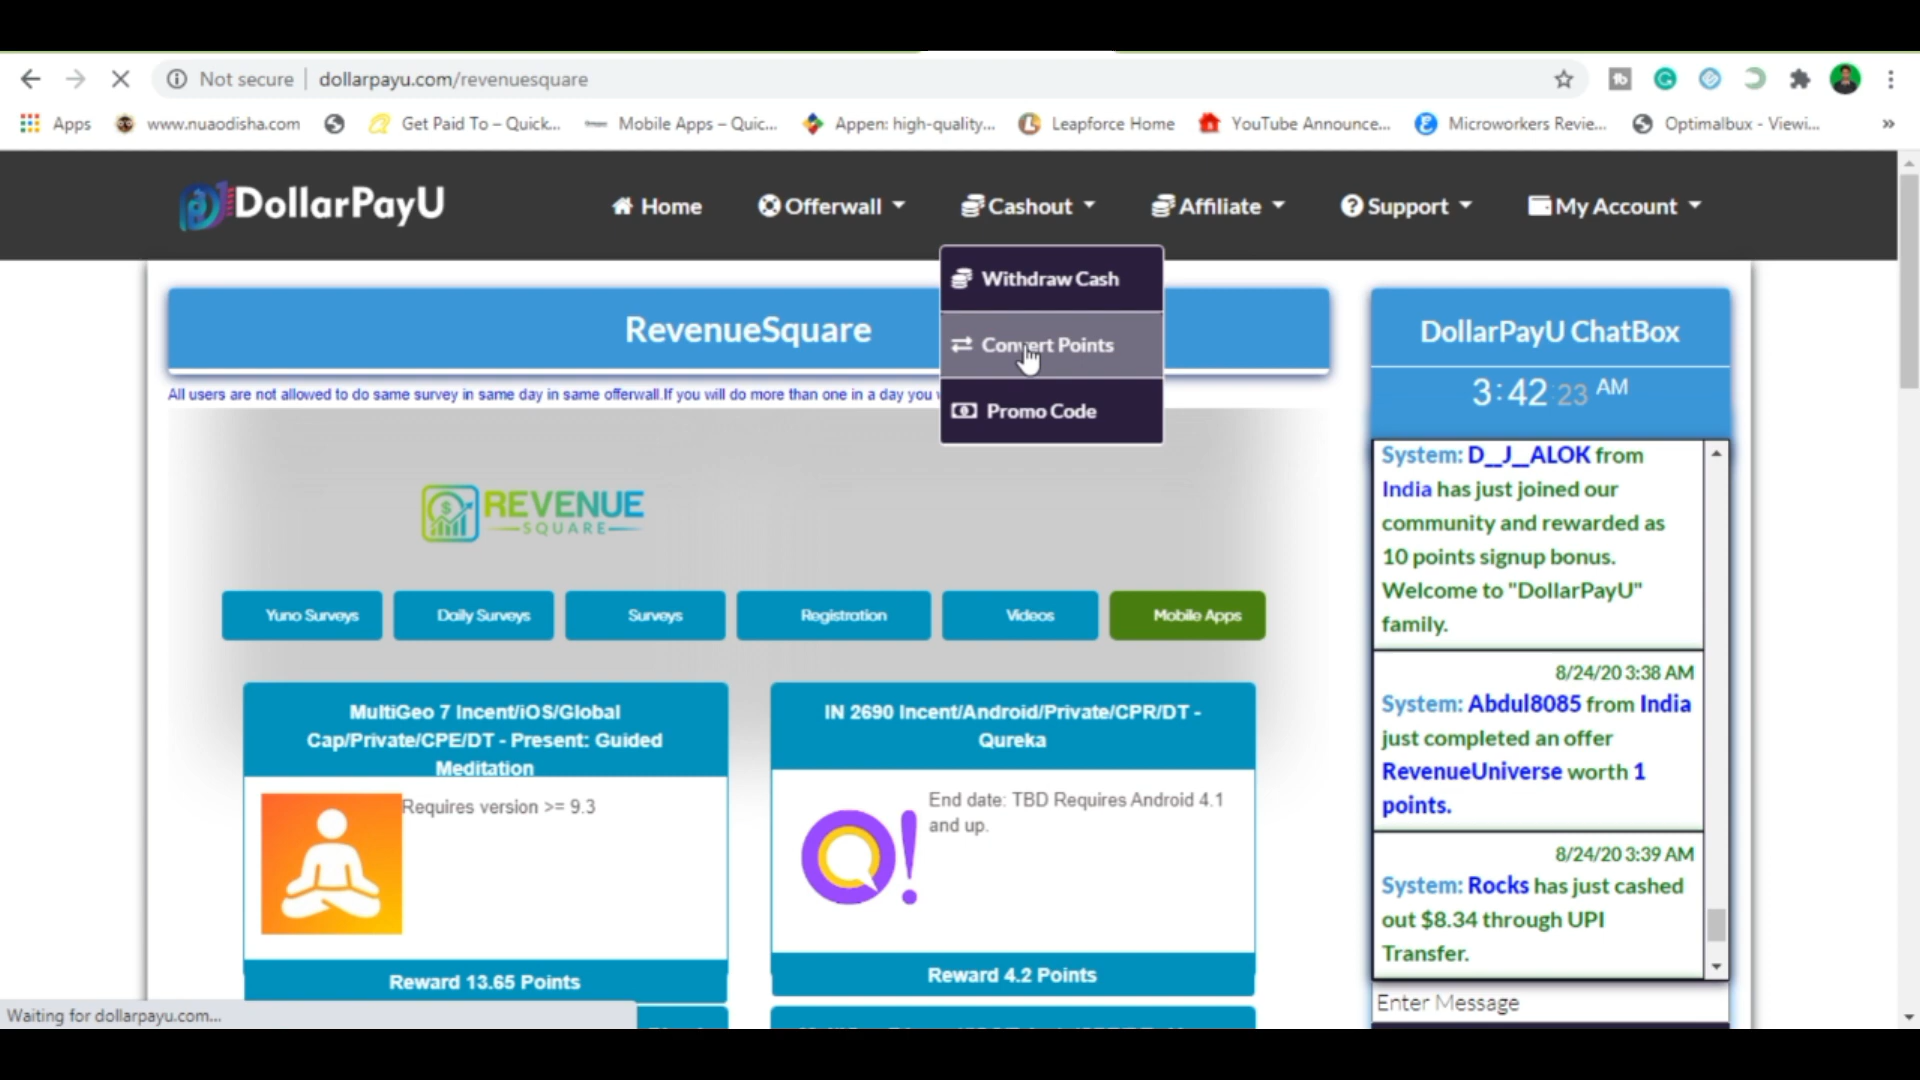 Not secure | dollarpayu.com/revenuesquare
Apps www.nuaodisha.com Get Paid To – Quick... Mobile Apps – Quic... Appen: high-quality... Leapforce Home YouTube Announce... Microworkers Revie... Optimalbux - Viewi... »
DollarPayU Home Offerwall Cashout Affiliate Support My Account
Withdraw Cash
Convert Points
Promo Code
RevenueSquare
All users are not allowed to do same survey in same day in same offerwall.If you will do more than one in a day you
REVENUE
SQUARE
Yuno Surveys Daily Surveys Surveys Registration Videos Mobile Apps
MultiGeo 7 Incent/iOS/Global
Cap/Private/CPE/DT - Present: Guided
Meditation
Requires version >= 9.3
Reward 13.65 Points
IN 2690 Incent/Android/Private/CPR/DT -
Qureka
End date: TBD Requires Android 4.1
and up.
Reward 4.2 Points
DollarPayU ChatBox
3:42 23 AM
System: D__J__ALOK from
India has just joined our
community and rewarded as
10 points signup bonus.
Welcome to "DollarPayU"
family.
8/24/20 3:38 AM
System: Abdul8085 from India
just completed an offer
RevenueUniverse worth 1
points.
8/24/20 3:39 AM
System: Rocks has just cashed
out $8.34 through UPI
Transfer.
Enter Message
Waiting for dollarpayu.com...